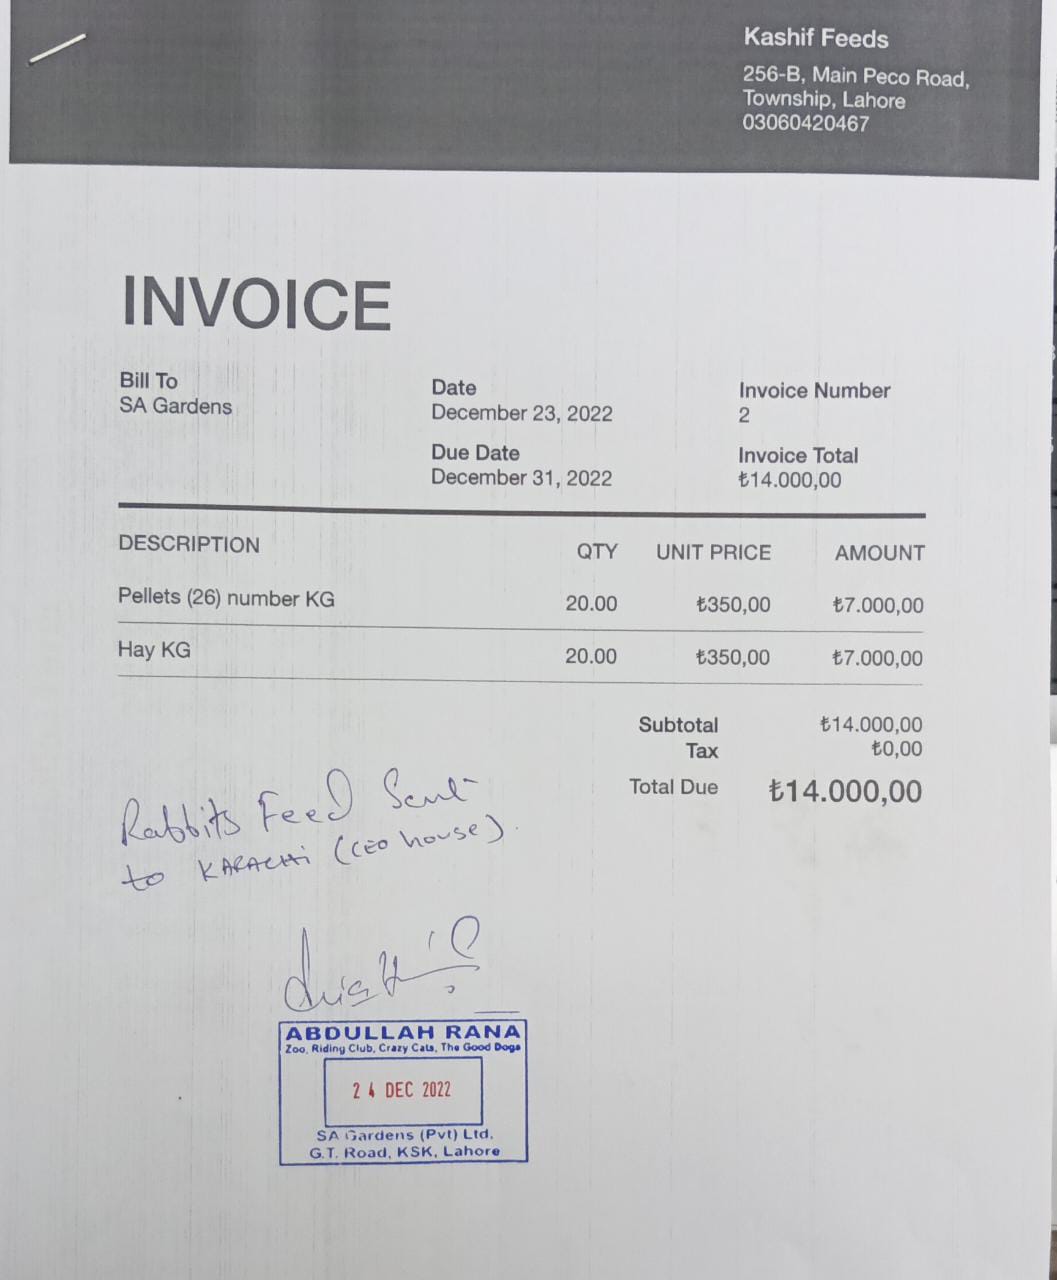 Kashif Feeds
256-B, Main Peco Road,
Township, Lahore
03060420467
INVOICE
Bill To
SA Gardens
Date
December 23, 2022
Due Date
December 31, 2022
Invoice Number
2
Invoice Total
₺14.000,00
DESCRIPTION QTY UNIT PRICE AMOUNT
Pellets (26) number KG 20.00 ₺350,00 ₺7.000,00
Hay KG 20.00 ₺350,00 ₺7.000,00
Subtotal ₺14.000,00
Tax ₺0,00
Total Due ₺14.000,00
Rabbits Feed Sent
to KARACHi (CEO house).
ABDULLAH RANA
Zoo, Riding Club, Crazy Cats, The Good Dogs
24 DEC 2022
SA Gardens (Pvt) Ltd.
G.T. Road, KSK, Lahore